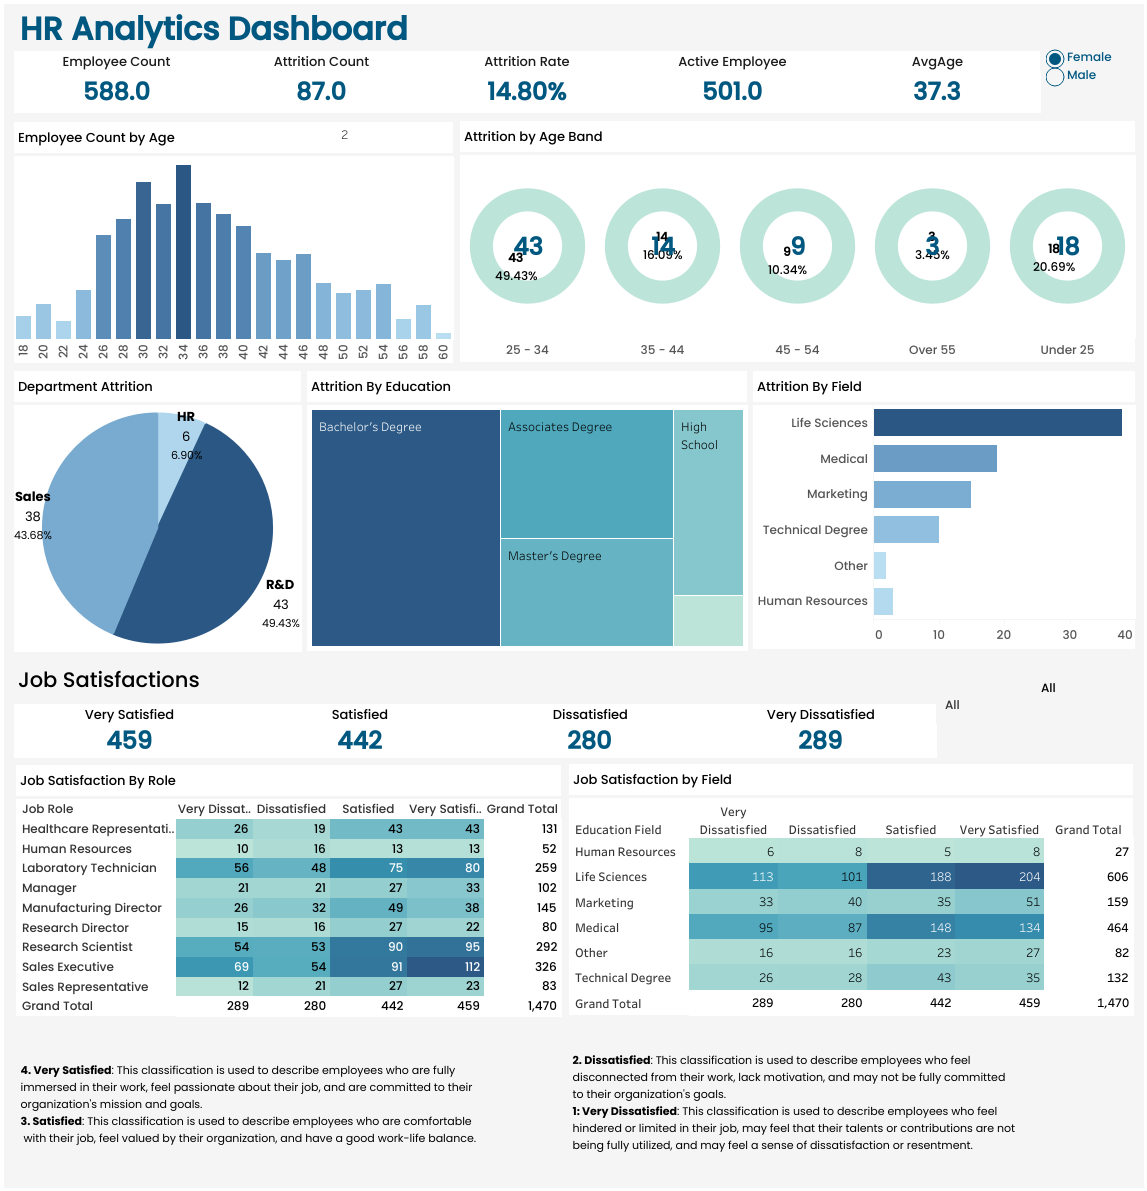 HR Analytics Dashboard
Employee Count Attrition Count Attrition Rate Active Employee AvgAge
588.0 87.0 14.80% 501.0 37.3
Female
Male
Employee Count by Age 2
18 20 22 24 26 28 30 32 34 36 38 40 42 44 46 48 50 52 54 56 58 60
Attrition by Age Band
43 14 9 3 18
43 14 9 3 18
49.43% 16.09% 10.34% 3.45% 20.69%
25 - 34 35 - 44 45 - 54 Over 55 Under 25
Department Attrition
HR
6
6.90%
Sales
38
43.68%
R&D
43
49.43%
Attrition By Education
Bachelor's Degree Associates Degree High
School
Master's Degree
Attrition By Field
Life Sciences
Medical
Marketing
Technical Degree
Other
Human Resources
0 10 20 30 40
Job Satisfactions
All
All
Very Satisfied Satisfied Dissatisfied Very Dissatisfied
459 442 280 289
Job Satisfaction By Role
Job Role Very Dissat.. Dissatisfied Satisfied Very Satisfi.. Grand Total
Healthcare Representati.. 26 19 43 43 131
Human Resources 10 16 13 13 52
Laboratory Technician 56 48 75 80 259
Manager 21 21 27 33 102
Manufacturing Director 26 32 49 38 145
Research Director 15 16 27 22 80
Research Scientist 54 53 90 95 292
Sales Executive 69 54 91 112 326
Sales Representative 12 21 27 23 83
Grand Total 289 280 442 459 1,470
Job Satisfaction by Field
Very
Education Field Dissatisfied Dissatisfied Satisfied Very Satisfied Grand Total
Human Resources 6 8 5 8 27
Life Sciences 113 101 188 204 606
Marketing 33 40 35 51 159
Medical 95 87 148 134 464
Other 16 16 23 27 82
Technical Degree 26 28 43 35 132
Grand Total 289 280 442 459 1,470
4. Very Satisfied: This classification is used to describe employees who are fully
immersed in their work, feel passionate about their job, and are committed to their
organization's mission and goals.
3. Satisfied: This classification is used to describe employees who are comfortable
with their job, feel valued by their organization, and have a good work-life balance.
2. Dissatisfied: This classification is used to describe employees who feel
disconnected from their work, lack motivation, and may not be fully committed
to their organization's goals.
1: Very Dissatisfied: This classification is used to describe employees who feel
hindered or limited in their job, may feel that their talents or contributions are not
being fully utilized, and may feel a sense of dissatisfaction or resentment.